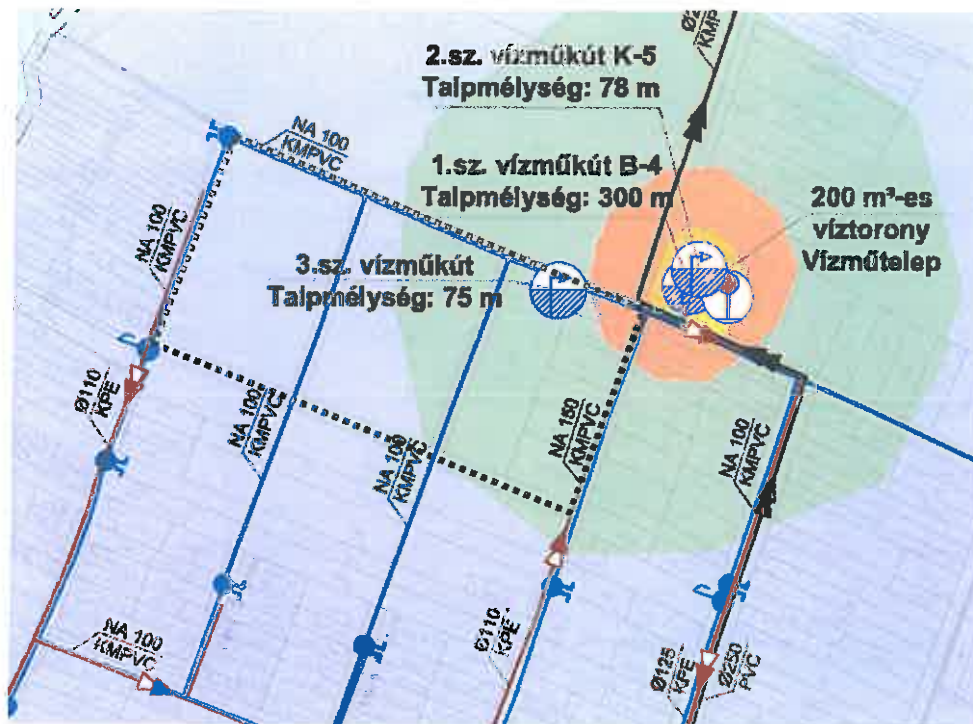 2.sz. vízműkút K-5
Talpmélység: 78 m
NA 100
KMPVC
1.sz. vízműkút B-4
Talpmélység: 300 m
200 m³-es
víztorony
Vízműtelep
NA 100
KMPVC
3.sz. vízműkút
Talpmélység: 75 m
Ø110
KPE
NA 100
KMPVC
NA 100
KMPVC
NA 160
KMPVC
NA 100
KMPVC
NA 100
KMPVC
Ø110
KPE
Ø125
KPE
Ø250
PVC